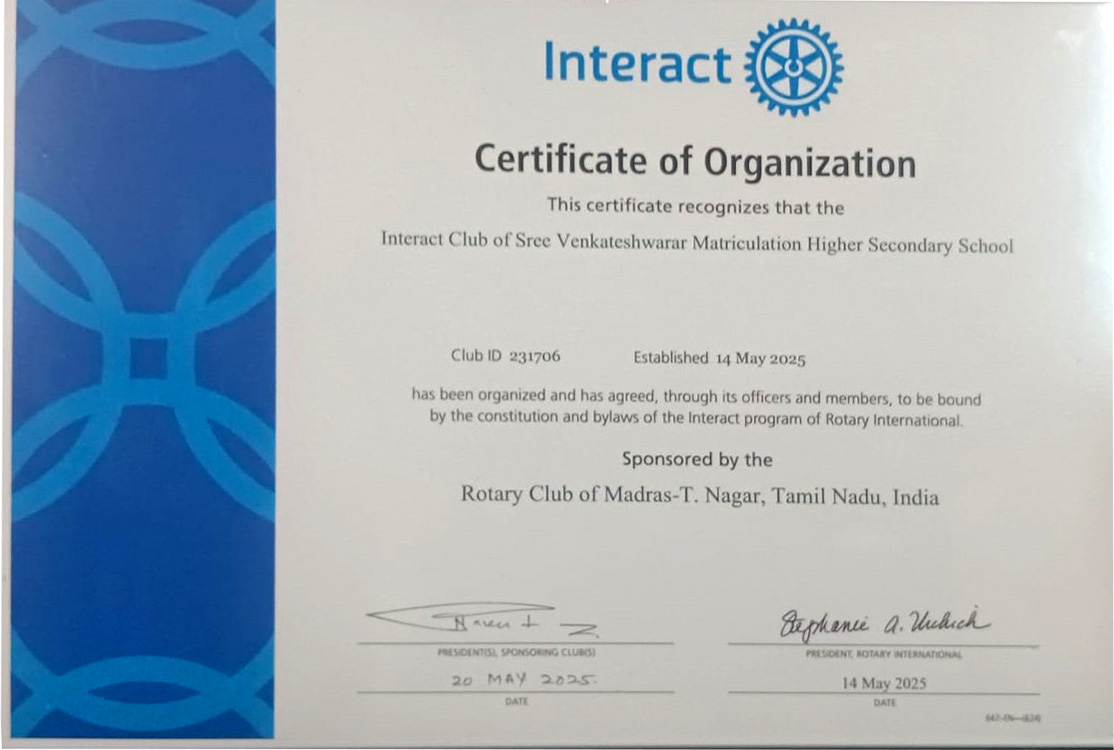 Interact
Certificate of Organization
This certificate recognizes that the
Interact Club of Sree Venkateshwarar Matriculation Higher Secondary School
Club ID 231706 Established 14 May 2025
has been organized and has agreed, through its officers and members, to be bound
by the constitution and bylaws of the Interact program of Rotary International.
Sponsored by the
Rotary Club of Madras-T. Nagar, Tamil Nadu, India
Stephanie A. Urchick
PRESIDENT(S), SPONSORING CLUB(S) PRESIDENT, ROTARY INTERNATIONAL
20 MAY 2025. 14 May 2025
DATE DATE